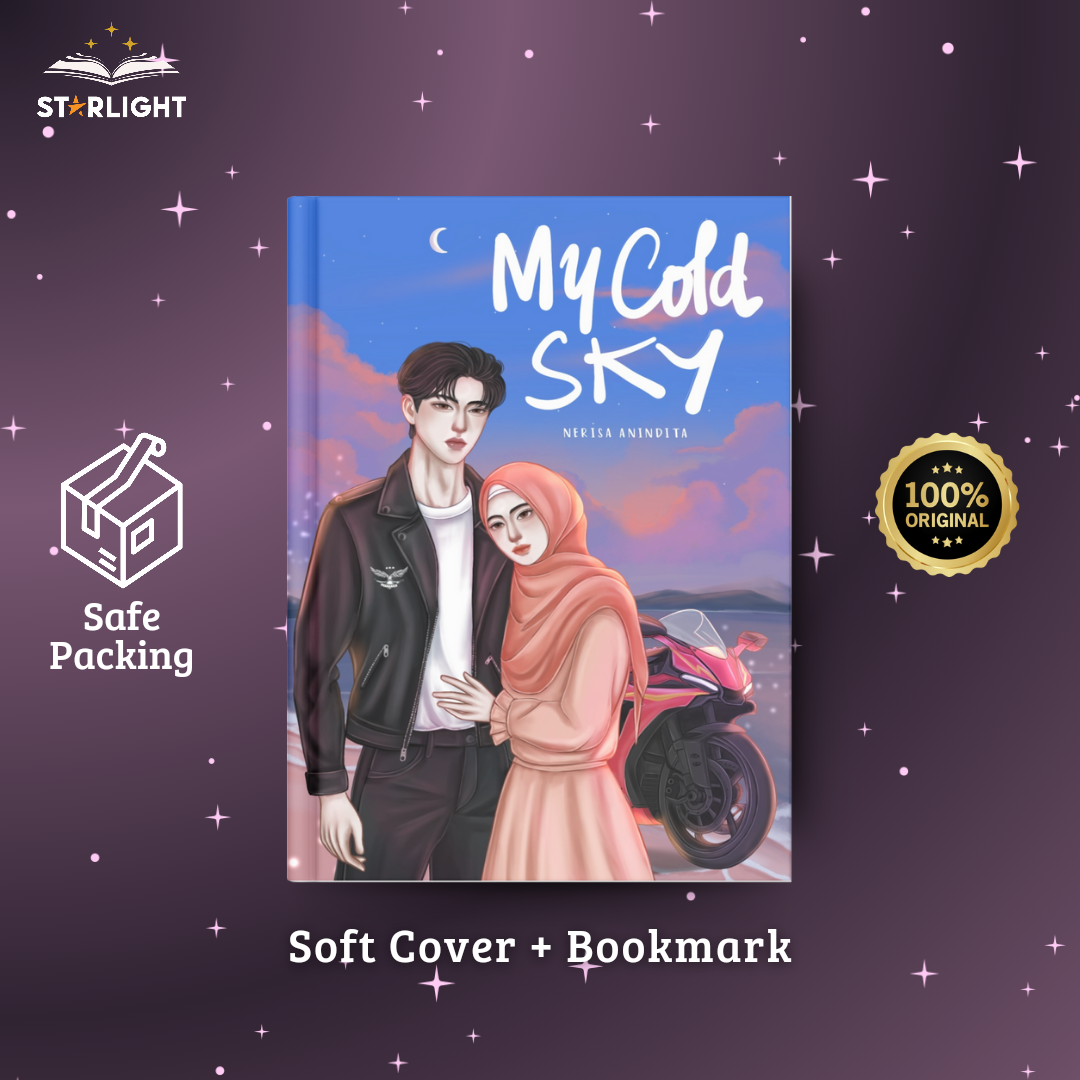 STARLIGHT
My Cold
SKY
NERISA ANINDITA
Safe
Packing
100%
ORIGINAL
Soft Cover + Bookmark